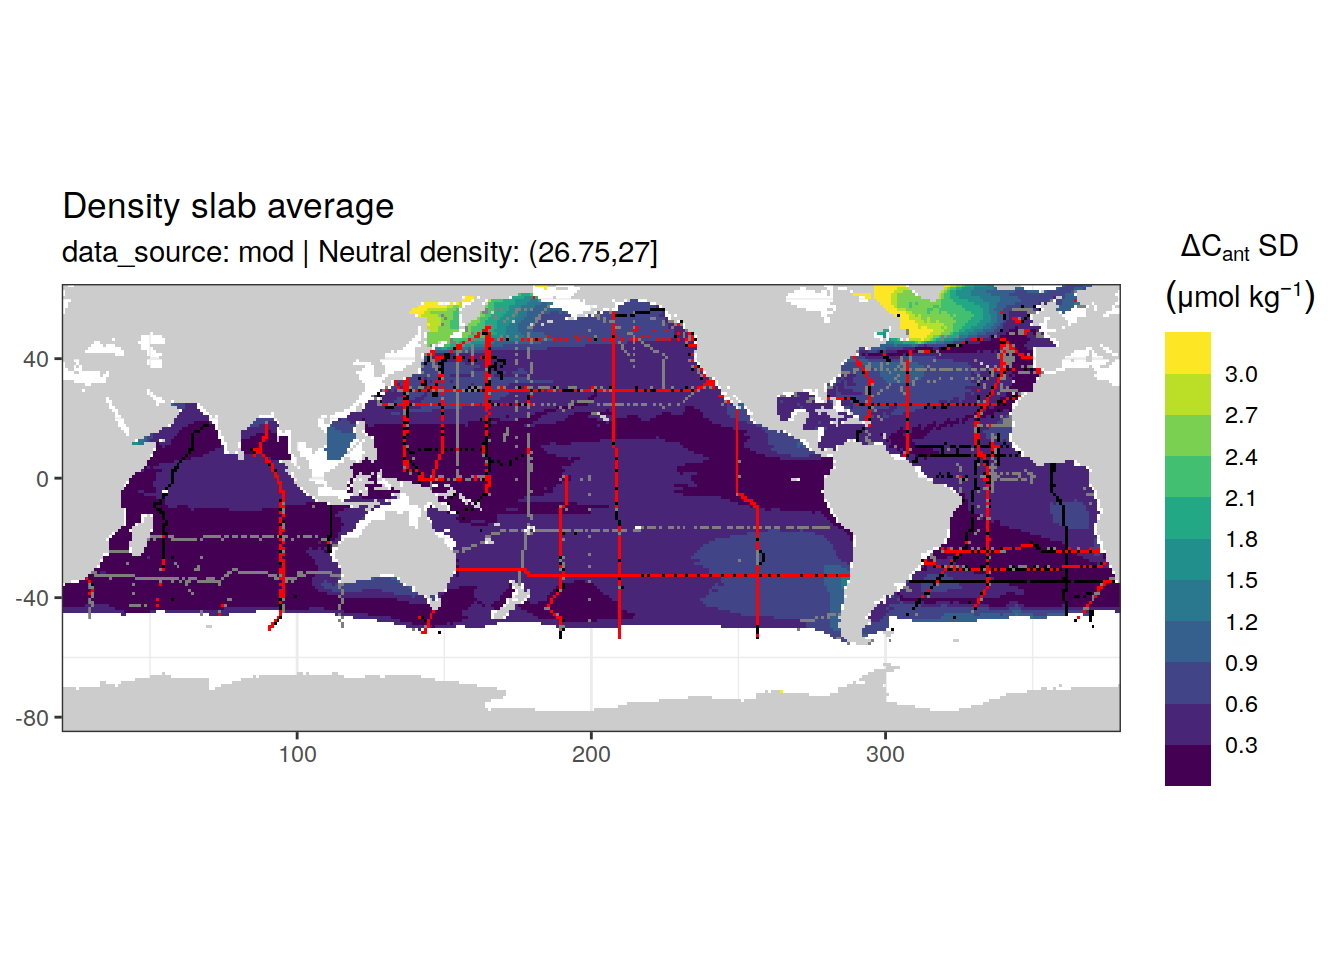 Density slab average
data_source: mod | Neutral density: (26.75,27]
ΔCant SD
(μmol kg⁻¹)
3.0
2.7
2.4
2.1
1.8
1.5
1.2
0.9
0.6
0.3
40
0
-40
-80
100 200 300